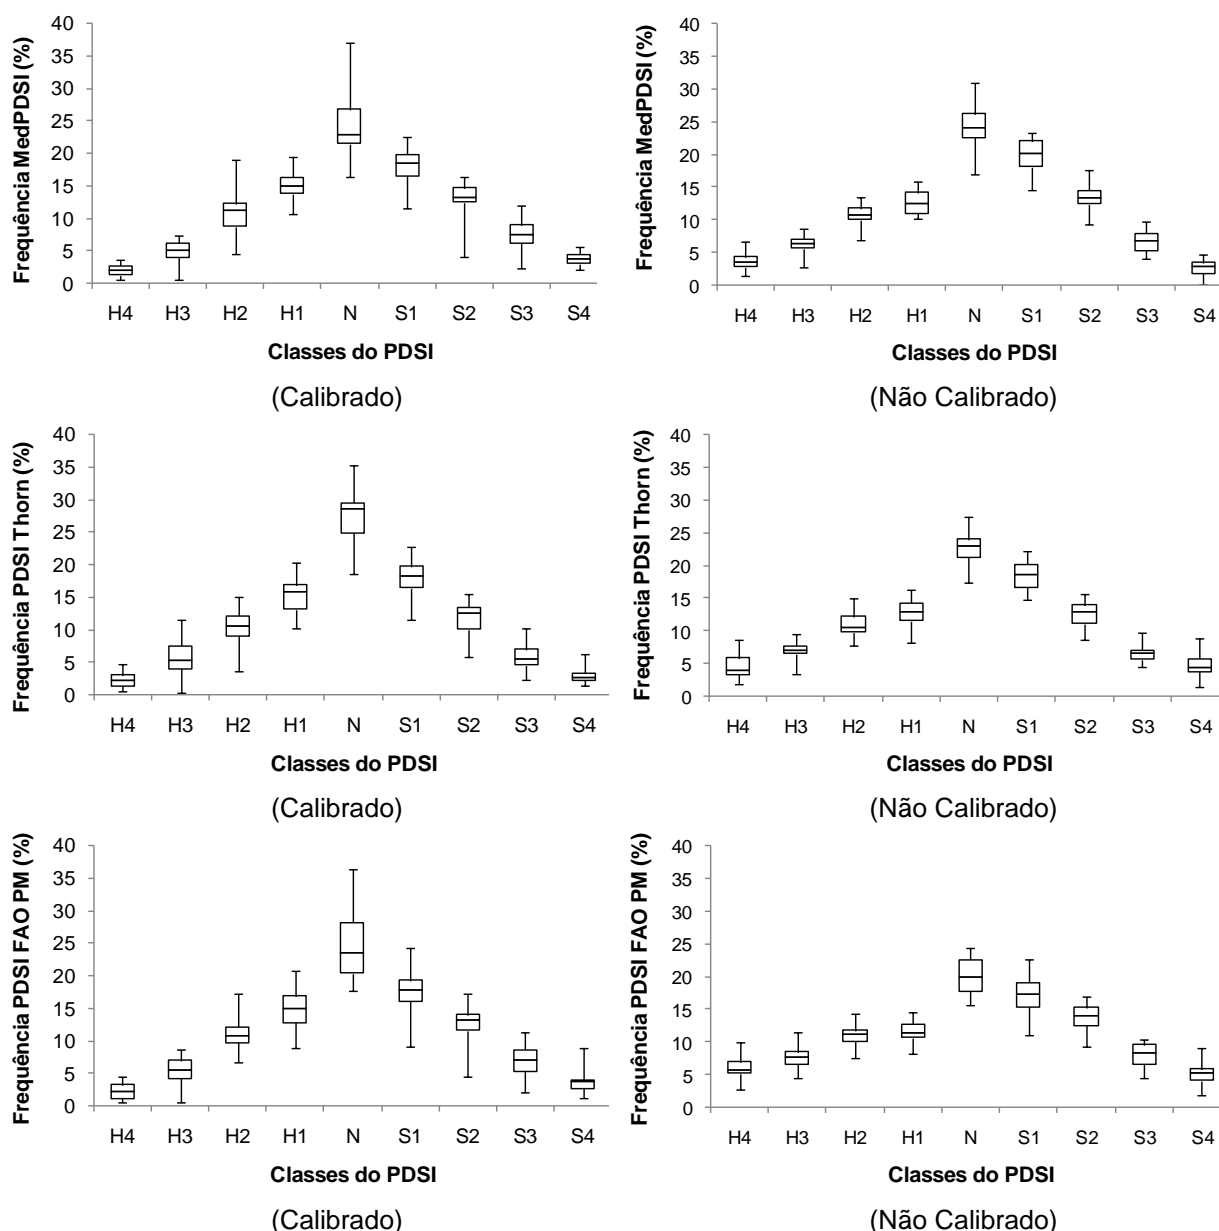 Frequência MedPDSI (%)
40
35
30
25
20
15
10
5
0
H4 H3 H2 H1 N S1 S2 S3 S4
Classes do PDSI
(Calibrado)
Frequência MedPDSI (%)
40
35
30
25
20
15
10
5
0
H4 H3 H2 H1 N S1 S2 S3 S4
Classes do PDSI
(Não Calibrado)
Frequência PDSI Thorn (%)
40
35
30
25
20
15
10
5
0
H4 H3 H2 H1 N S1 S2 S3 S4
Classes do PDSI
(Calibrado)
Frequência PDSI Thorn (%)
40
35
30
25
20
15
10
5
0
H4 H3 H2 H1 N S1 S2 S3 S4
Classes do PDSI
(Não Calibrado)
Frequência PDSI FAO PM (%)
40
35
30
25
20
15
10
5
0
H4 H3 H2 H1 N S1 S2 S3 S4
Classes do PDSI
(Calibrado)
Frequência PDSI FAO PM (%)
40
35
30
25
20
15
10
5
0
H4 H3 H2 H1 N S1 S2 S3 S4
Classes do PDSI
(Não Calibrado)